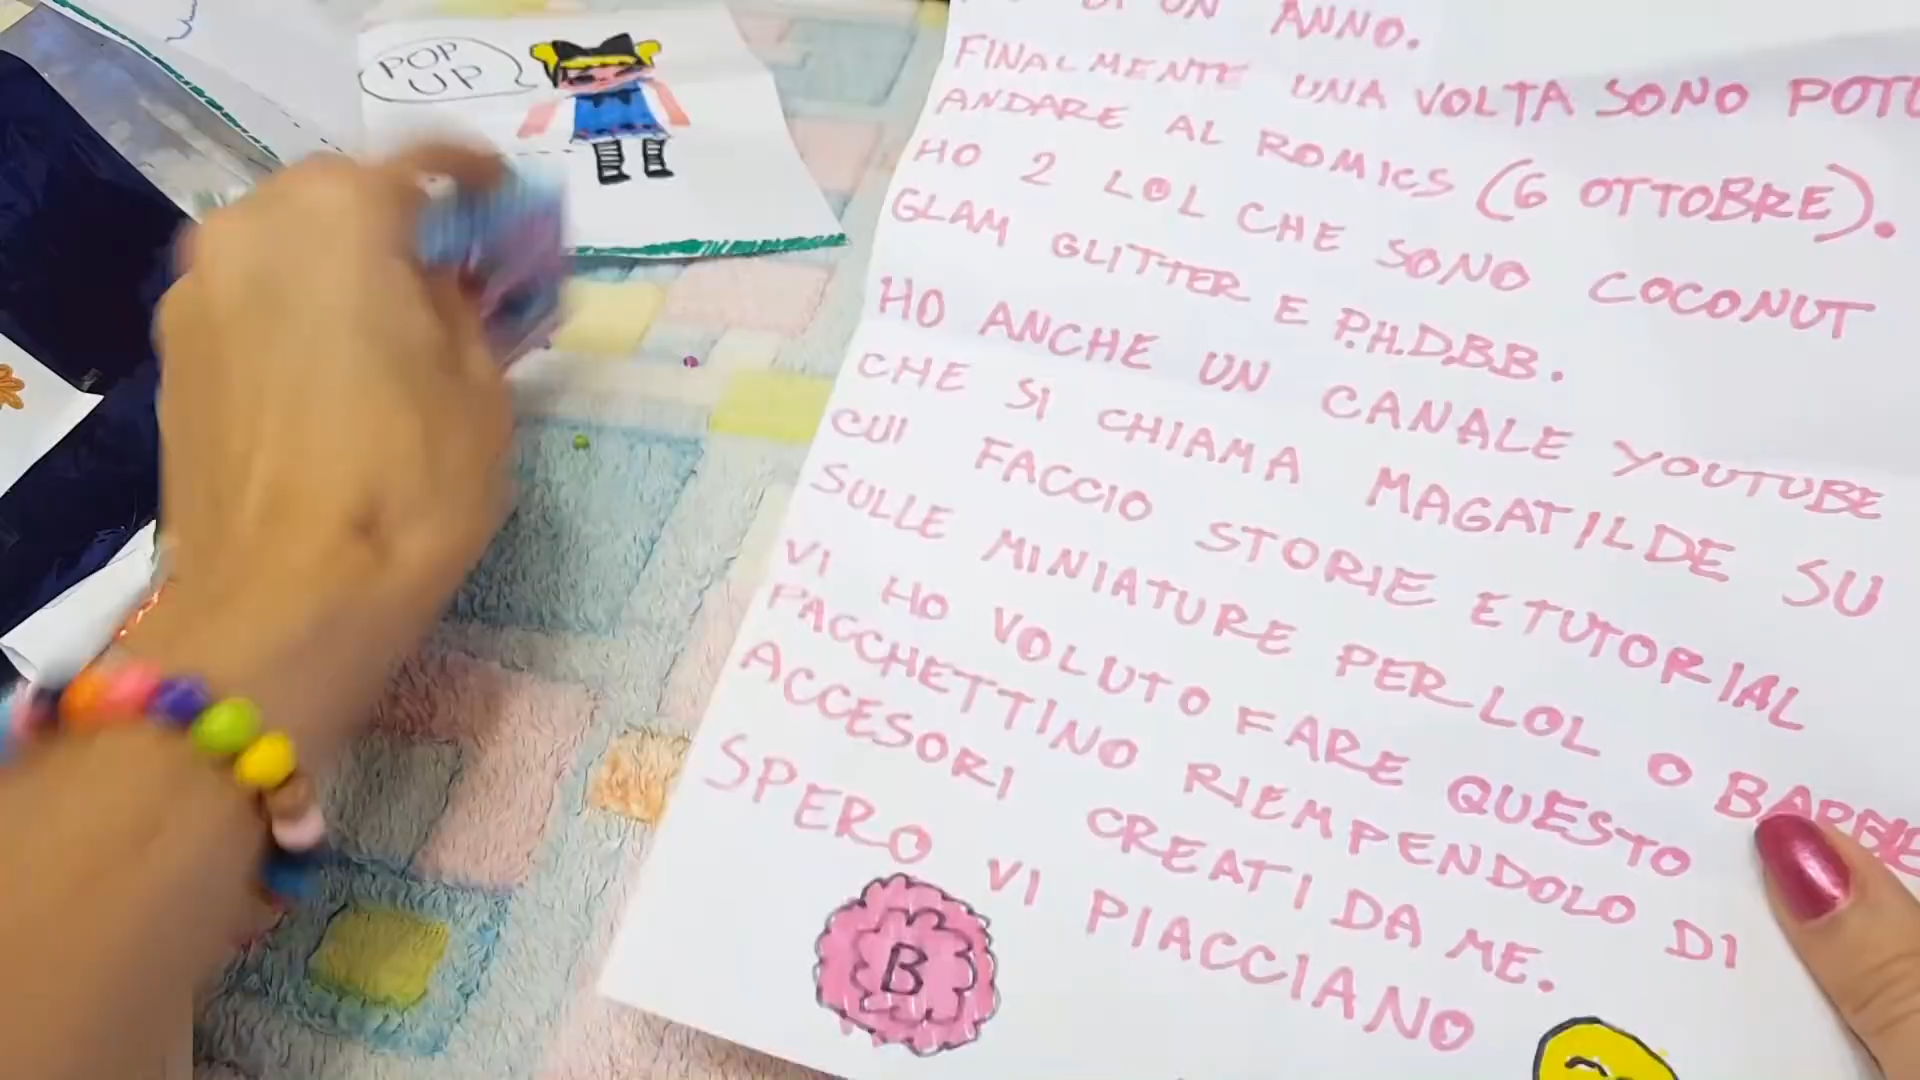 POP
UP
UN ANNO.
FINALMENTE UNA VOLTA SONO
ANDARE AL ROMICS (6 OTTOBRE).
HO 2 LOL CHE SONO COCONUT
GLAM GLITTER E P.H.D.B.B.
HO ANCHE UN CANALE YOUTUBE
CHE SI CHIAMA MAGATILDE SU
CUI FACCIO STORIE E TUTORIAL
SULLE MINIATURE PER LOL O BARBIE
VI HO VOLUTO FARE QUESTO
PACCHETTINO RIEMPENDOLO DI
ACCESORI CREATI DA ME.
SPERO VI PIACCIANO
B